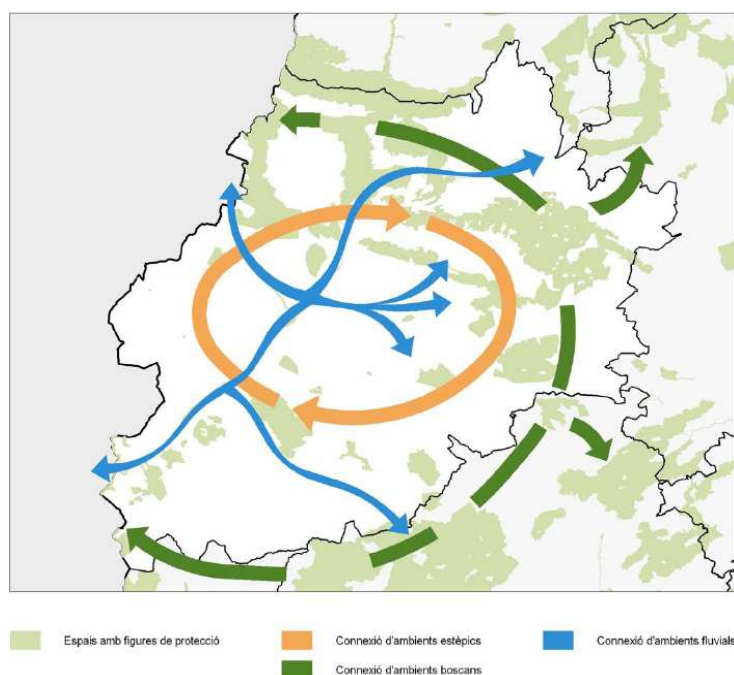 Espais amb figures de protecció
Connexió d'ambients estèpics
Connexió d'ambients fluvials
Connexió d'ambients boscans